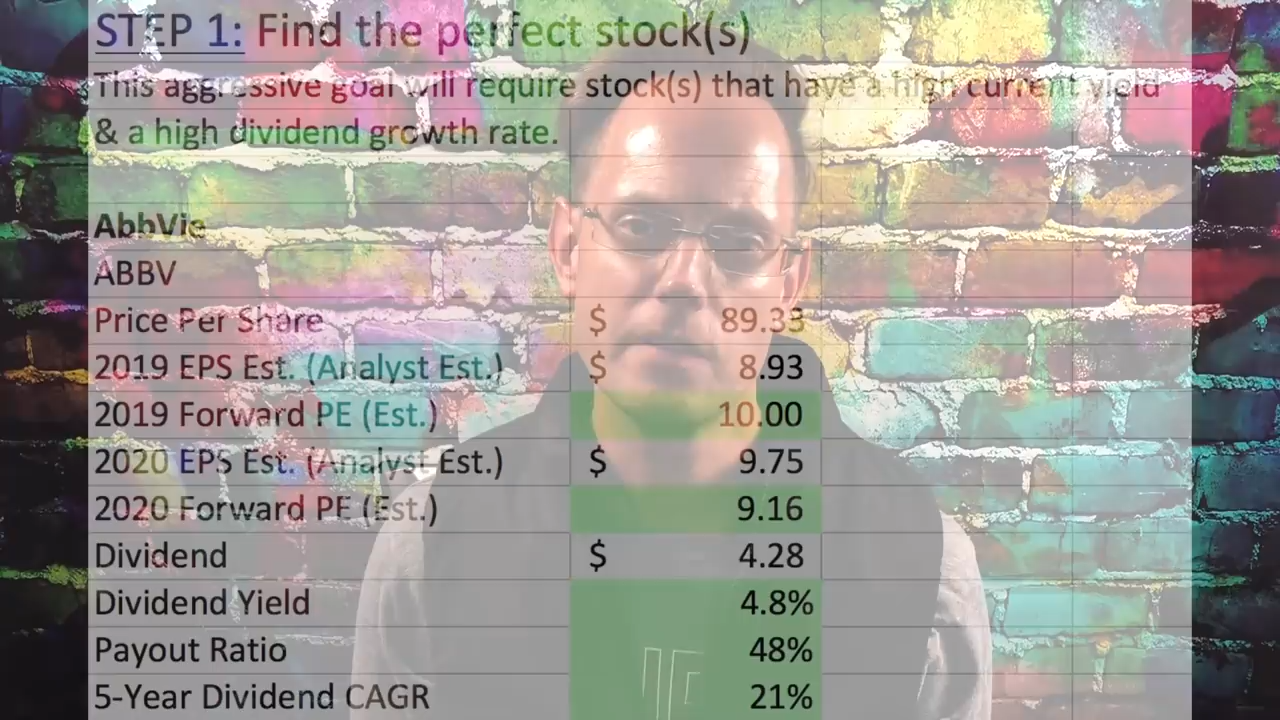 STEP 1: Find the perfect stock(s)
This aggressive goal will require stock(s) that have a high current yield
& a high dividend growth rate.
AbbVie
ABBV
Price Per Share $ 89.33
2019 EPS Est. (Analyst Est.) $ 8.93
2019 Forward PE (Est.) 10.00
2020 EPS Est. (Analyst Est.) $ 9.75
2020 Forward PE (Est.) 9.16
Dividend $ 4.28
Dividend Yield 4.8%
Payout Ratio 48%
5-Year Dividend CAGR 21%